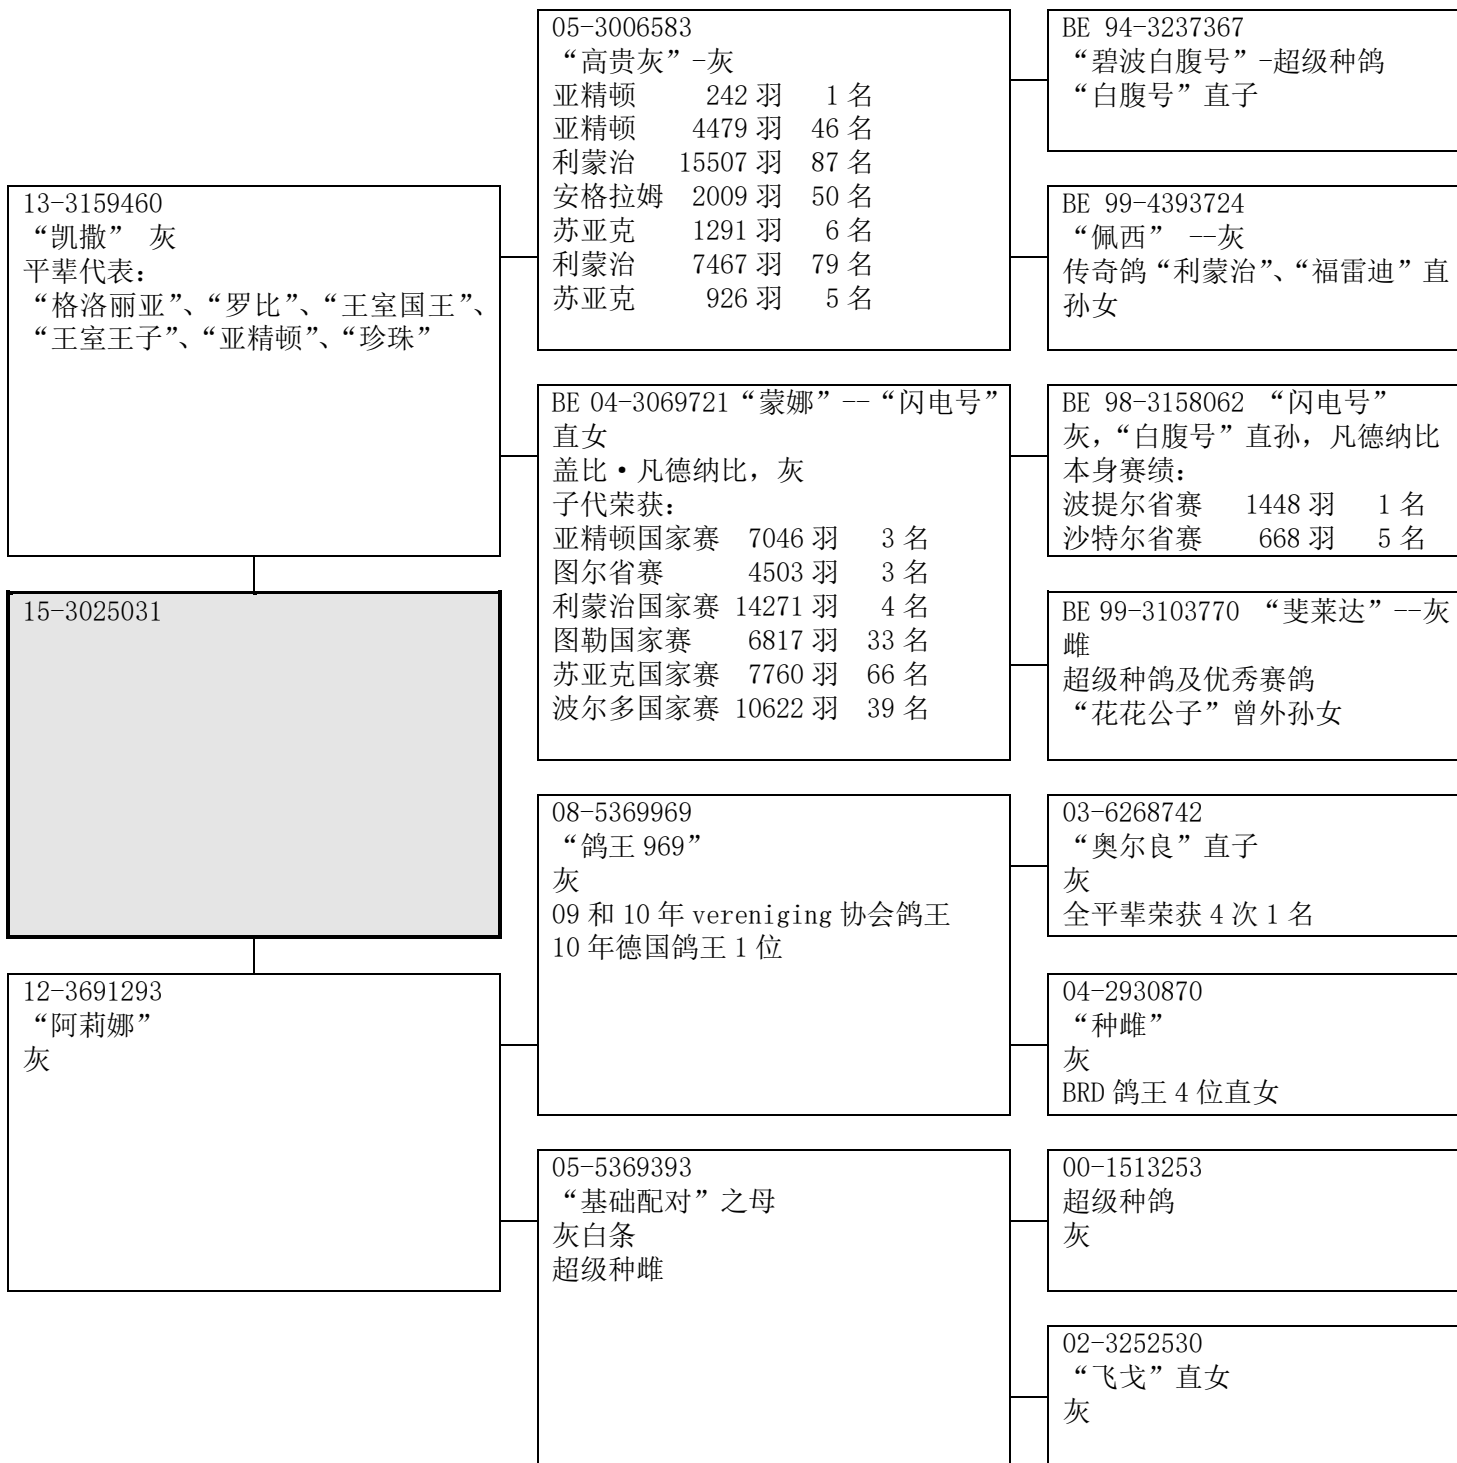 13-3159460
“凯撒” 灰
平辈代表：
“格洛丽亚”、“罗比”、“王室国王”、
“王室王子”、“亚精顿”、“珍珠”
15-3025031
12-3691293
“阿莉娜”
灰
05-3006583
“高贵灰”-灰
亚精顿 242 羽 1 名
亚精顿 4479 羽 46 名
利蒙治 15507 羽 87 名
安格拉姆 2009 羽 50 名
苏亚克 1291 羽 6 名
利蒙治 7467 羽 79 名
苏亚克 926 羽 5 名
BE 04-3069721“蒙娜”--“闪电号”
直女
盖比·凡德纳比，灰
子代荣获：
亚精顿国家赛 7046 羽 3 名
图尔省赛 4503 羽 3 名
利蒙治国家赛 14271 羽 4 名
图勒国家赛 6817 羽 33 名
苏亚克国家赛 7760 羽 66 名
波尔多国家赛 10622 羽 39 名
08-5369969
“鸽王 969”
灰
09 和 10 年 vereniging 协会鸽王
10 年德国鸽王 1 位
05-5369393
“基础配对”之母
灰白条
超级种雌
BE 94-3237367
“碧波白腹号”-超级种鸽
“白腹号”直子
BE 99-4393724
“佩西” --灰
传奇鸽“利蒙治”、“福雷迪”直
孙女
BE 98-3158062 “闪电号”
灰，“白腹号”直孙，凡德纳比
本身赛绩：
波提尔省赛 1448 羽 1 名
沙特尔省赛 668 羽 5 名
BE 99-3103770 “斐莱达”--灰
雌
超级种鸽及优秀赛鸽
“花花公子”曾外孙女
03-6268742
“奥尔良”直子
灰
全平辈荣获 4 次 1 名
04-2930870
“种雌”
灰
BRD 鸽王 4 位直女
00-1513253
超级种鸽
灰
02-3252530
“飞戈”直女
灰